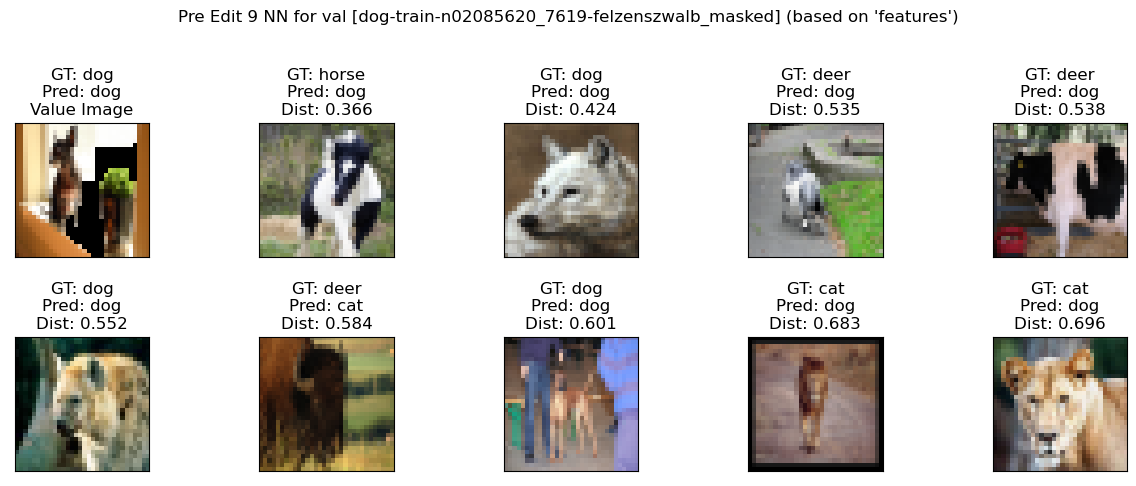 Pre Edit 9 NN for val [dog-train-n02085620_7619-felzenszwalb_masked] (based on 'features')
GT: dog
Pred: dog
Value Image
GT: horse
Pred: dog
Dist: 0.366
GT: dog
Pred: dog
Dist: 0.424
GT: deer
Pred: dog
Dist: 0.535
GT: deer
Pred: dog
Dist: 0.538
GT: dog
Pred: dog
Dist: 0.552
GT: deer
Pred: cat
Dist: 0.584
GT: dog
Pred: dog
Dist: 0.601
GT: cat
Pred: dog
Dist: 0.683
GT: cat
Pred: dog
Dist: 0.696